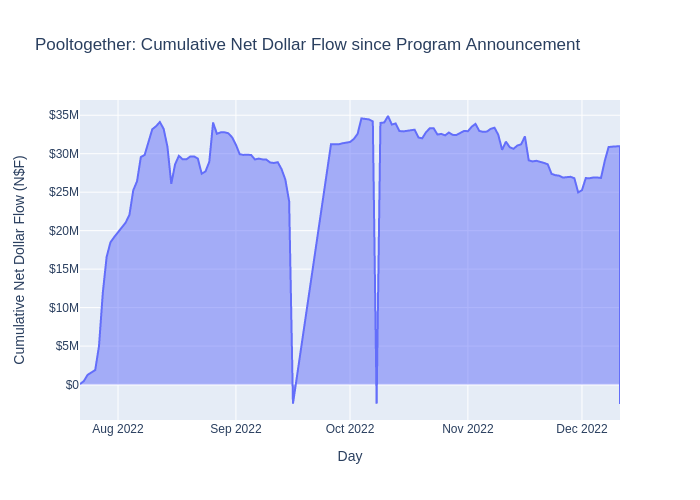 Pooltogether: Cumulative Net Dollar Flow since Program Announcement
$35M
$30M
$25M
$20M
$15M
$10M
$5M
$0
Cumulative Net Dollar Flow (N$F)
Aug 2022
Sep 2022
Oct 2022
Nov 2022
Dec 2022
Day